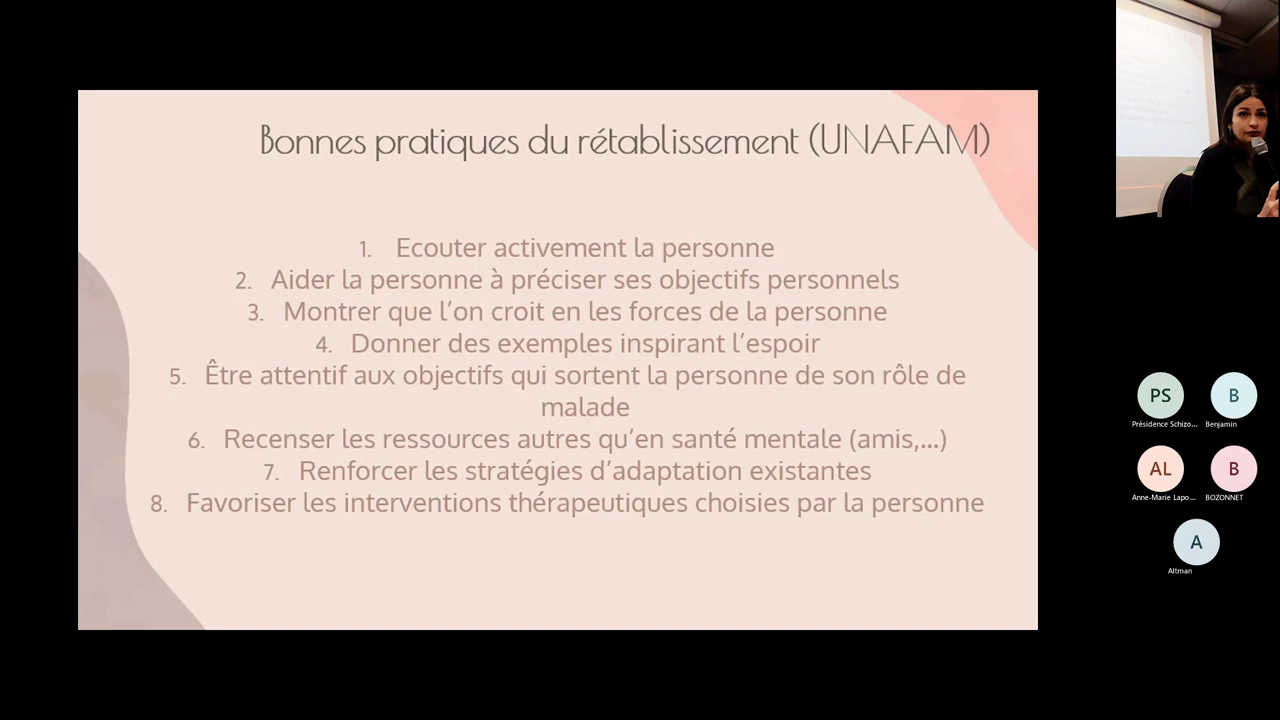 Bonnes pratiques du rétablissement (UNAFAM)
1. Ecouter activement la personne
2. Aider la personne à préciser ses objectifs personnels
3. Montrer que l’on croit en les forces de la personne
4. Donner des exemples inspirant l’espoir
5. Être attentif aux objectifs qui sortent la personne de son rôle de
malade
6. Recenser les ressources autres qu’en santé mentale (amis,...)
7. Renforcer les stratégies d’adaptation existantes
8. Favoriser les interventions thérapeutiques choisies par la personne
PS
B
Présidence Schizo...
Benjamin
AL
B
Anne-Marie Lapo...
BOZONNET
A
Altman